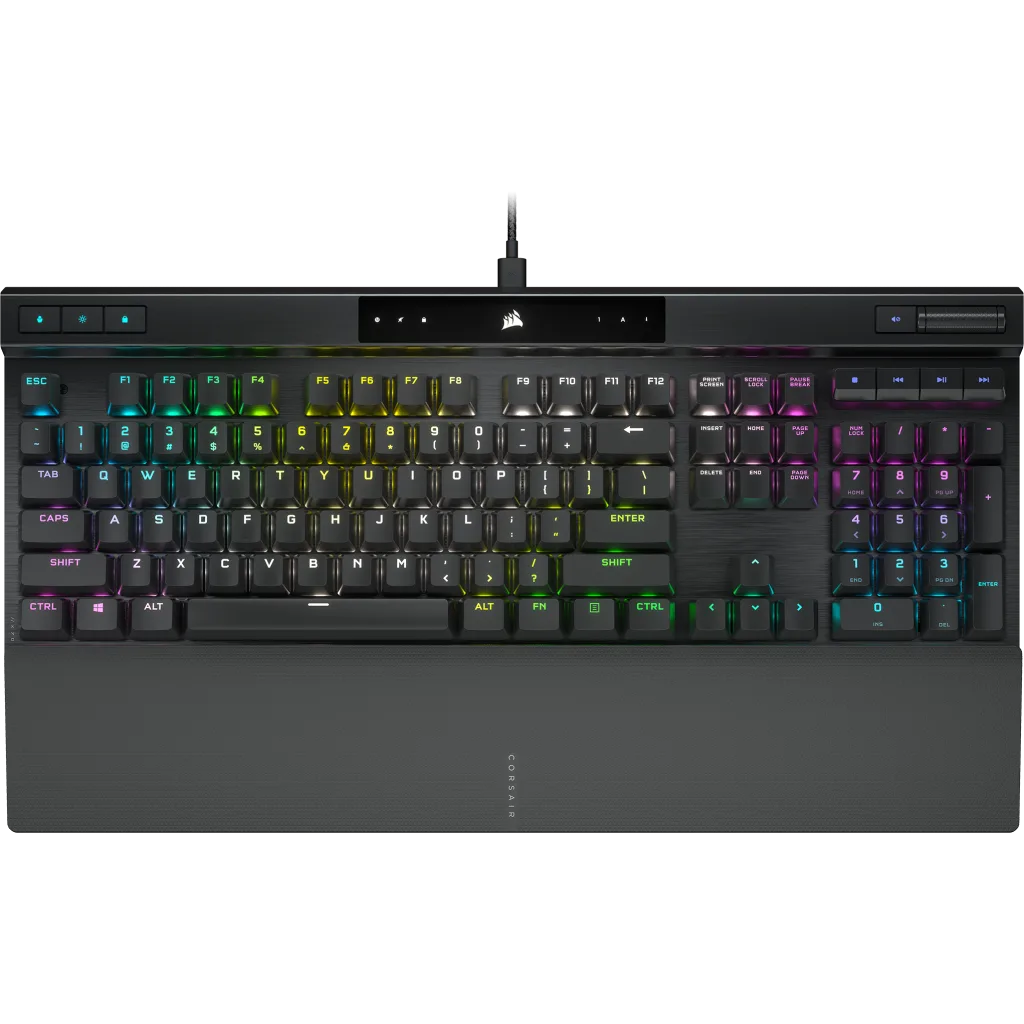 ESC F1 F2 F3 F4 F5 F6 F7 F8 F9 F10 F11 F12 PRINT SCREEN SCROLL LOCK PAUSE BREAK
` ~ 1 ! 2 @ 3 # 4 $ 5 % 6 ^ 7 & 8 * 9 ( 0 ) - _ = + INSERT HOME PAGE UP NUM LOCK / * -
TAB Q W E R T Y U I O P [ { ] } \ | DELETE END PAGE DOWN 7 HOME 8 9 PG UP +
CAPS A S D F G H J K L ; : ' " ENTER 4 5 6
SHIFT Z X C V B N M , < . > / ? SHIFT 1 END 2 3 PG DN ENTER
CTRL ALT ALT FN CTRL 0 INS . DEL
CORSAIR